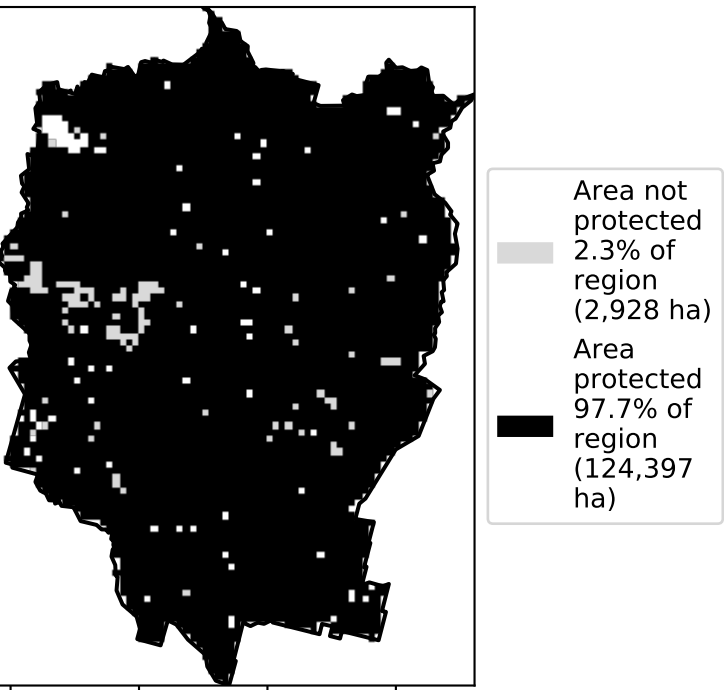 Area not
protected
2.3% of
region
(2,928 ha)
Area
protected
97.7% of
region
(124,397
ha)